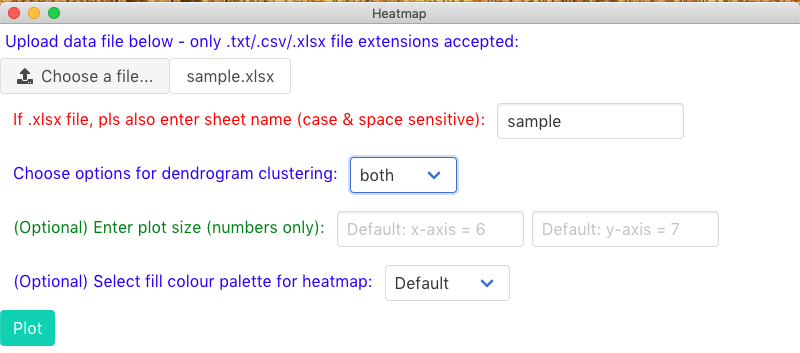 Heatmap
Upload data file below - only .txt/.csv/.xlsx file extensions accepted:
Choose a file... sample.xlsx
If .xlsx file, pls also enter sheet name (case & space sensitive): sample
Choose options for dendrogram clustering: both
(Optional) Enter plot size (numbers only): Default: x-axis = 6 Default: y-axis = 7
(Optional) Select fill colour palette for heatmap: Default
Plot